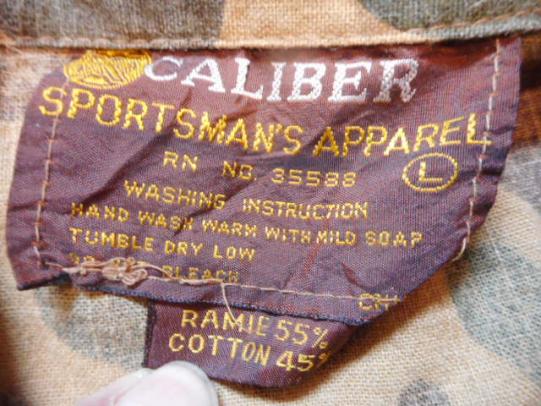 CALIBER
SPORTSMAN'S APPAREL
RN NO. 35588
L
WASHING INSTRUCTION
HAND WASH WARM WITH MILD SOAP
TUMBLE DRY LOW
BLEACH
RAMIE 55%
COTTON 45%